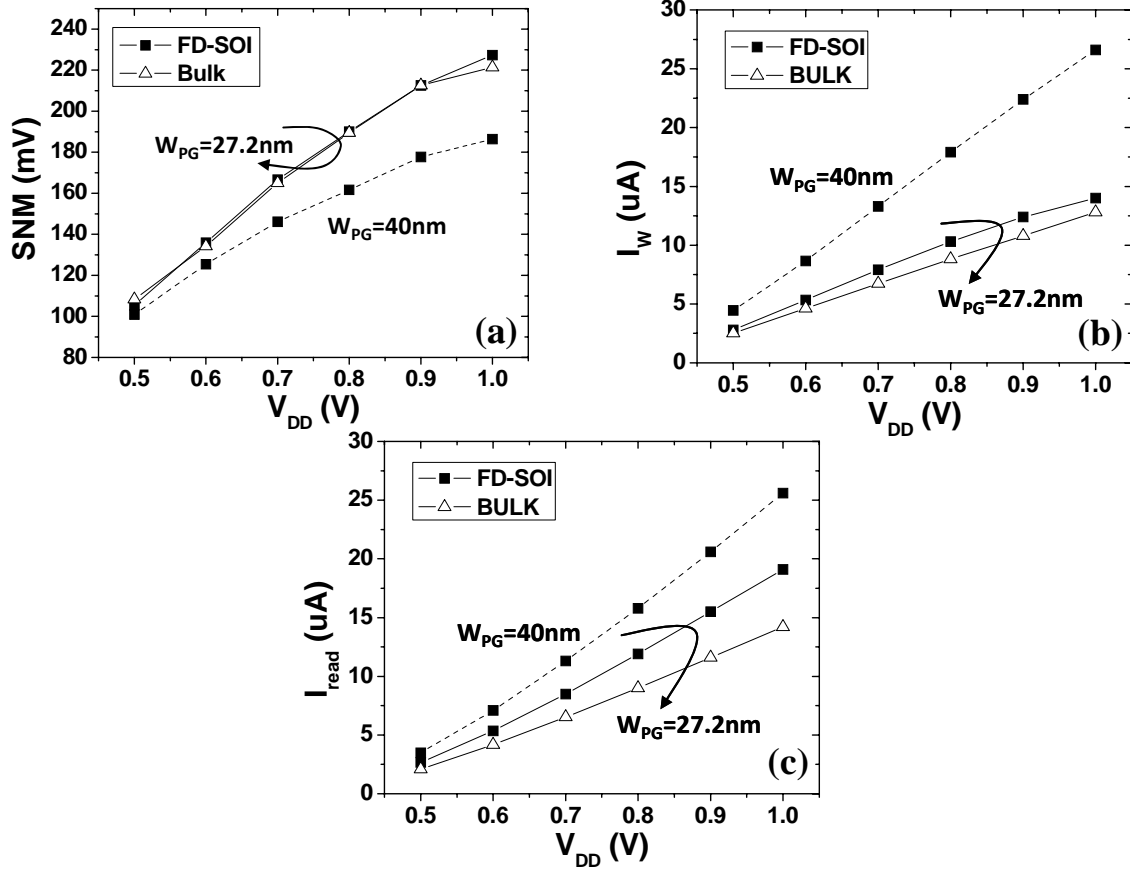 240
220
200
180
160
140
120
100
80
SNM (mV)
FD-SOI
Bulk
W_PG=27.2nm
W_PG=40nm
(a)
0.5 0.6 0.7 0.8 0.9 1.0
V_DD (V)
30
25
20
15
10
5
0
I_W (uA)
FD-SOI
BULK
W_PG=40nm
W_PG=27.2nm
(b)
0.5 0.6 0.7 0.8 0.9 1.0
V_DD (V)
30
25
20
15
10
5
0
I_read (uA)
FD-SOI
BULK
W_PG=40nm
W_PG=27.2nm
(c)
0.5 0.6 0.7 0.8 0.9 1.0
V_DD (V)